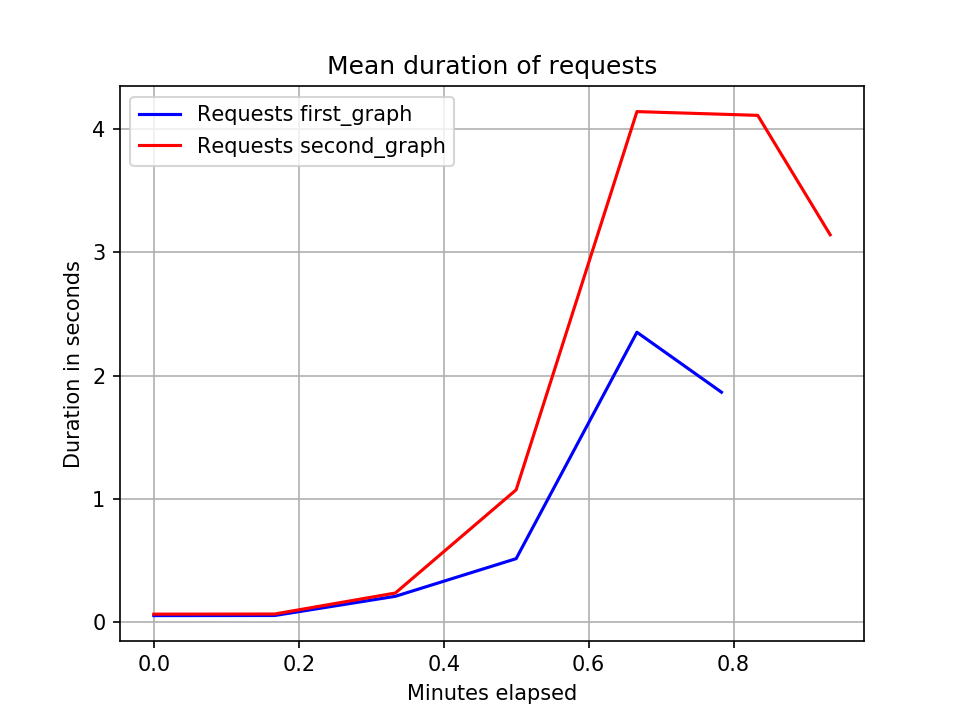 Mean duration of requests
Requests first_graph
Requests second_graph
4
3
2
1
0
Duration in seconds
0.0 0.2 0.4 0.6 0.8
Minutes elapsed